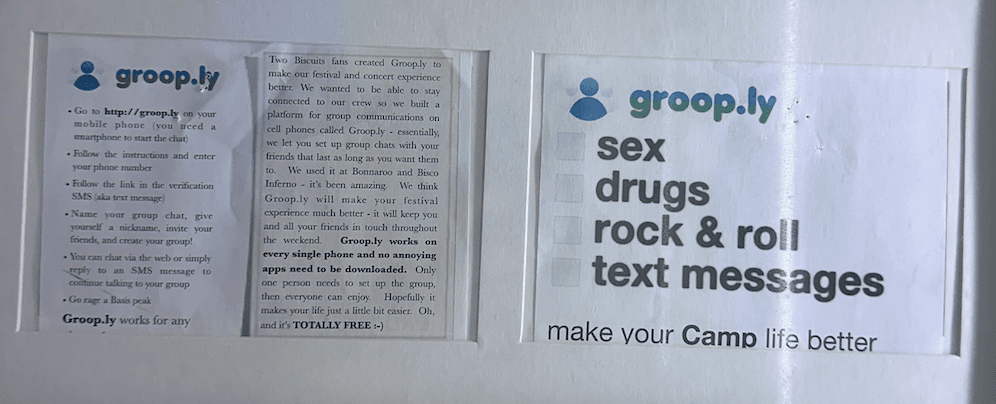 groop.ly
• Go to http://groop.ly on your
mobile phone (you need a
smartphone to start the chat)
• Follow the instructions and enter
your phone number
• Follow the link in the verification
SMS (aka text message)
• Name your group chat, give
yourself a nickname, invite your
friends, and create your group!
• You can chat via the web or simply
reply to an SMS message to
continue talking to your group
• Go rage a Basis peak
Groop.ly works for any
Two Biscuits fans created Groop.ly to
make our festival and concert experience
better. We wanted to be able to stay
connected to our crew so we built a
platform for group communications on
cell phones called Groop.ly - essentially,
we let you set up group chats with your
friends that last as long as you want them
to. We used it at Bonnaroo and Bisco
Inferno - it's been amazing. We think
Groop.ly will make your festival
experience much better - it will keep you
and all your friends in touch throughout
the weekend. Groop.ly works on
every single phone and no annoying
apps need to be downloaded. Only
one person needs to set up the group,
then everyone can enjoy. Hopefully it
makes your life just a little bit easier. Oh,
and it's TOTALLY FREE :-)
groop.ly
sex
drugs
rock & roll
text messages
make your Camp life better